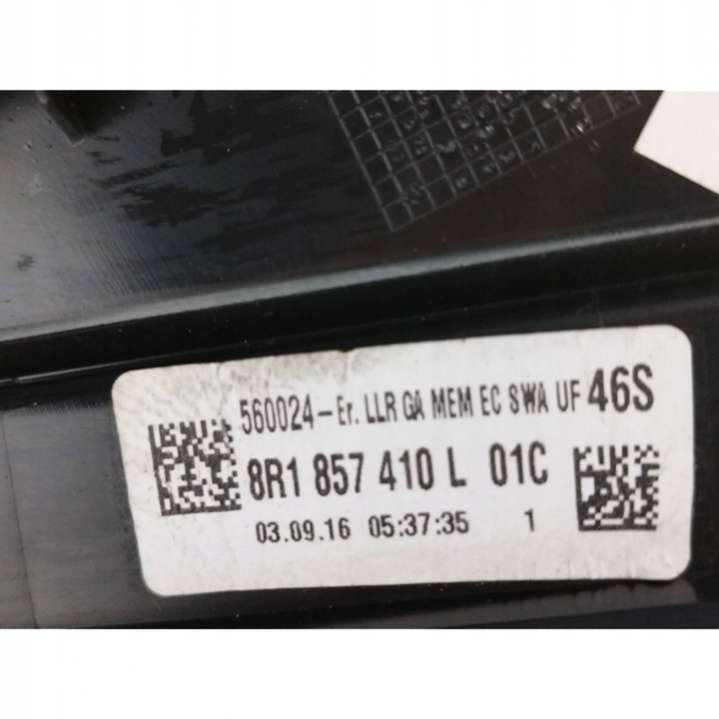 560024-Er. LLR GA MEM EC SWA UF 46S
8R1 857 410 L 01C
03.09.16 05:37:35 1